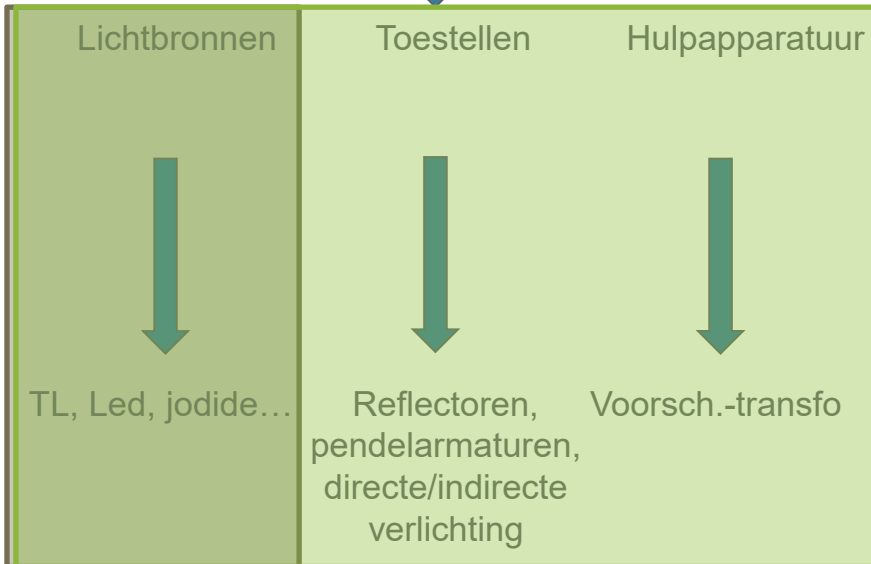 Lichtbronnen
Toestellen
Hulpapparatuur
TL, Led, jodide…
Reflectoren,
pendelarmaturen,
directe/indirecte
verlichting
Voorsch.-transfo